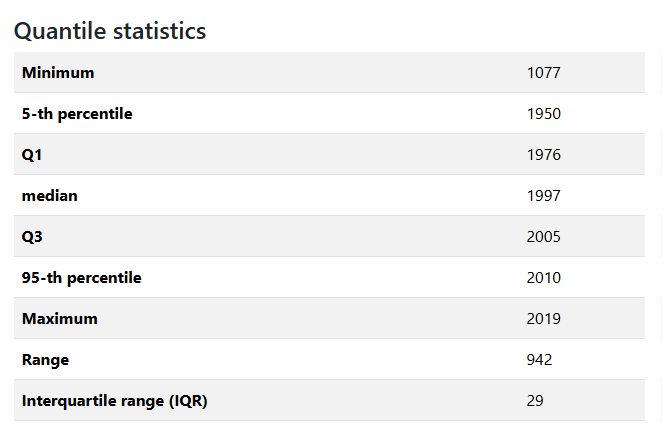 Quantile statistics
Minimum 1077
5-th percentile 1950
Q1 1976
median 1997
Q3 2005
95-th percentile 2010
Maximum 2019
Range 942
Interquartile range (IQR) 29